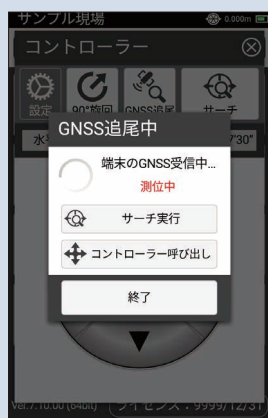 サンプル現場 0.000m
コントローラー
設定 90°旋回 GNSS追尾 サーチ
水平 7'30"
GNSS追尾中
端末のGNSS受信中...
測位中
サーチ実行
コントローラー呼び出し
終了
Ver.7.10.00 (64bit) ライセンス：9999/12/31